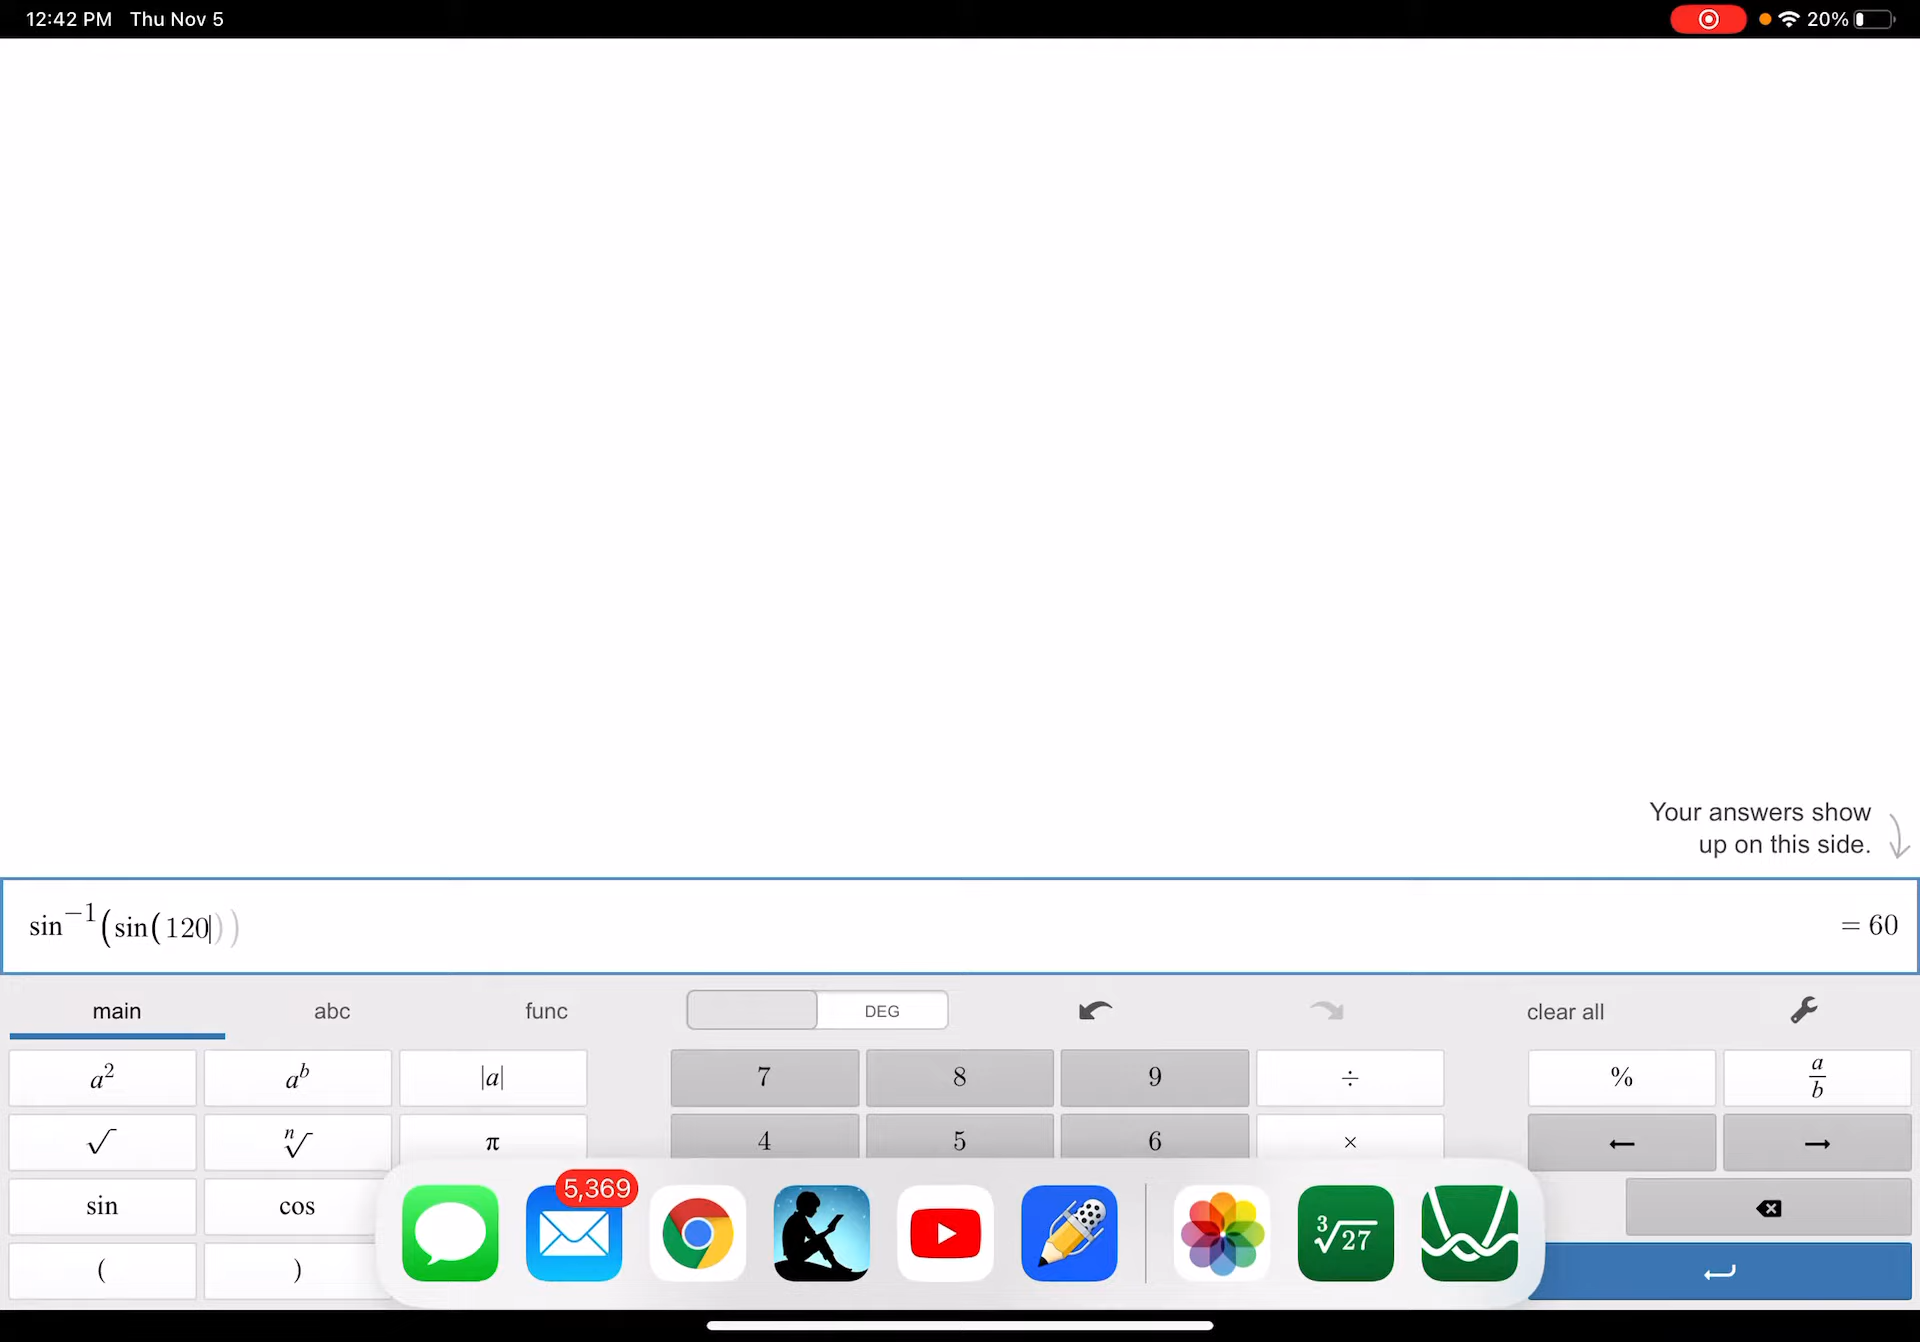 12:42 PM Thu Nov 5
20%
Your answers show
up on this side.
sin⁻¹(sin(120)) = 60
main abc func DEG clear all
a² aᵇ |a| 7 8 9 ÷ % a/b
√ ⁿ√ π 4 5 6 × ← →
sin cos
5,369
³√27
( )